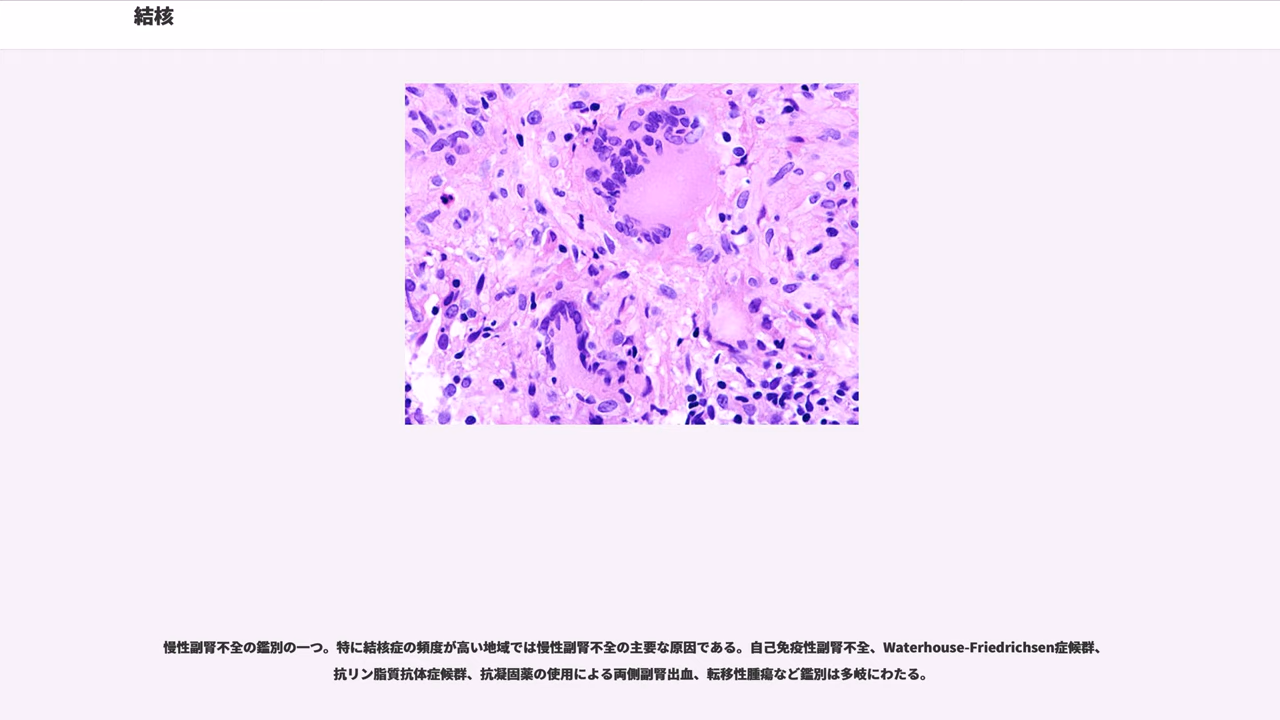 結核
慢性副腎不全の鑑別の一つ。特に結核症の頻度が高い地域では慢性副腎不全の主要な原因である。自己免疫性副腎不全、Waterhouse-Friedrichsen症候群、
抗リン脂質抗体症候群、抗凝固薬の使用による両側副腎出血、転移性腫瘍など鑑別は多岐にわたる。